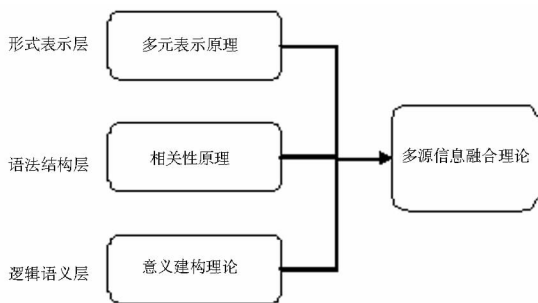 形式表示层
多元表示原理
语法结构层
相关性原理
多源信息融合理论
逻辑语义层
意义建构理论